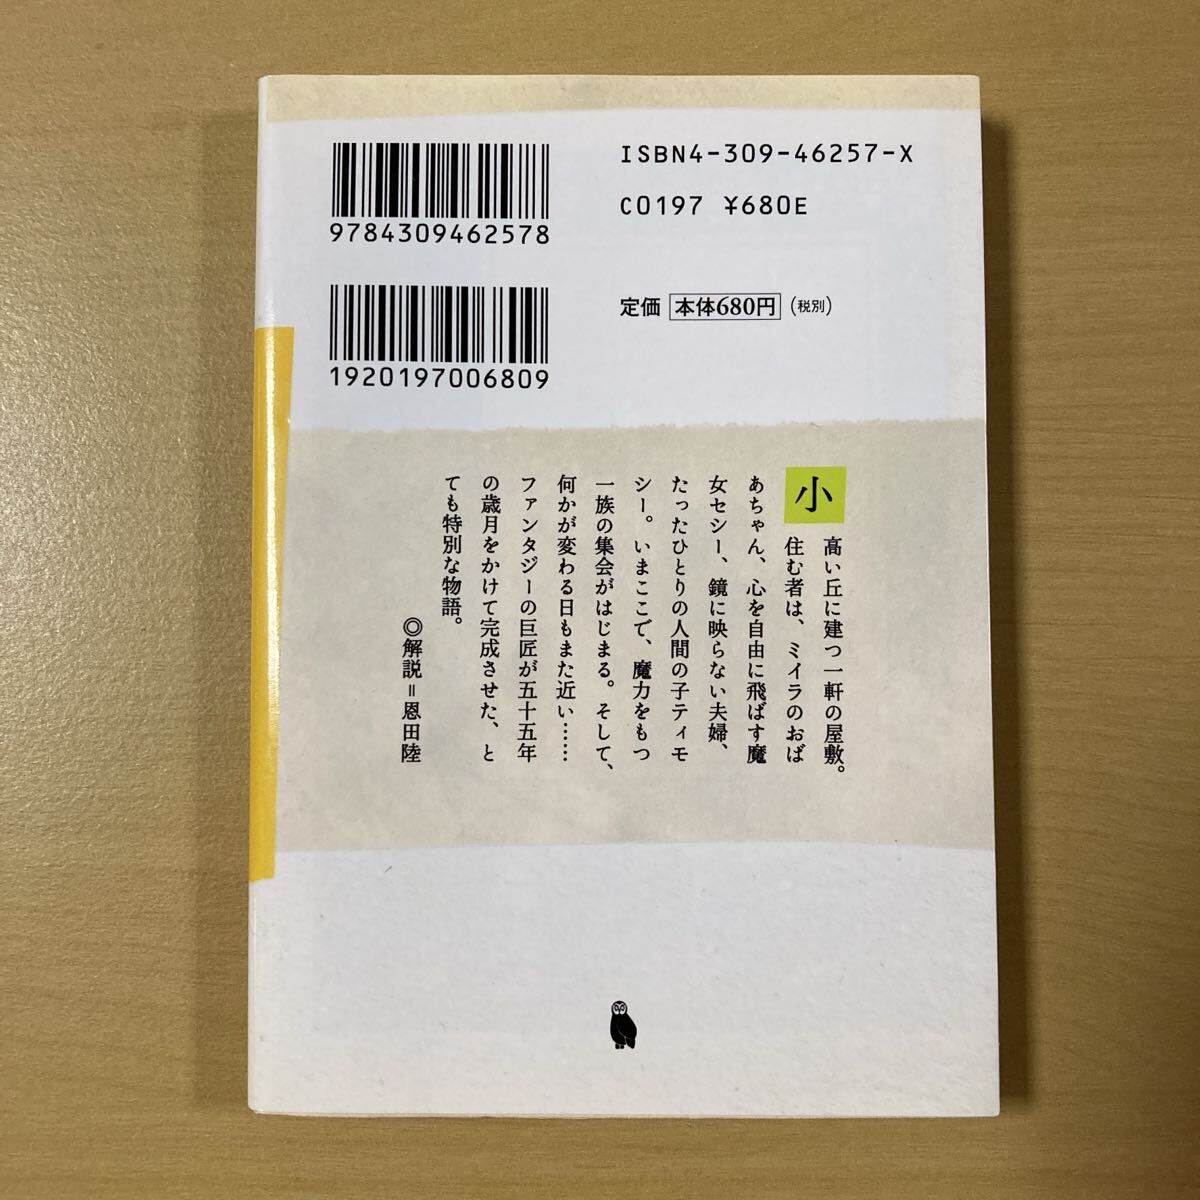 ISBN4-309-46257-X
C0197 ¥680E
9784309462578
定価 本体680円（税別）
1920197006809
小高い丘に建つ一軒の屋敷。
住む者は、ミイラのおば
あちゃん、心を自由に飛ばす魔
女セシー、鏡に映らない夫婦、
たったひとりの人間の子ティモ
シー。いまここで、魔力をもつ
一族の集会がはじまる。そして、
何かが変わる日もまた近い……
ファンタジーの巨匠が五十五年
の歳月をかけて完成させた、と
ても特別な物語。
◎解説＝恩田陸